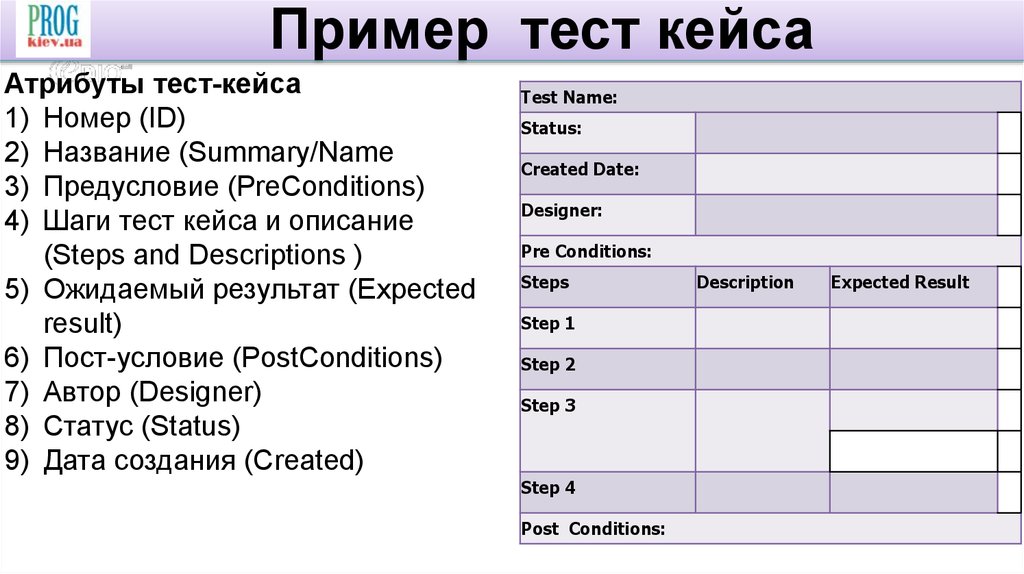 PROG
kiev.ua
Пример тест кейса
Атрибуты тест-кейса
1) Номер (ID)
2) Название (Summary/Name
3) Предусловие (PreConditions)
4) Шаги тест кейса и описание
(Steps and Descriptions )
5) Ожидаемый результат (Expected
result)
6) Пост-условие (PostConditions)
7) Автор (Designer)
8) Статус (Status)
9) Дата создания (Created)
Test Name:
Status:
Created Date:
Designer:
Pre Conditions:
Steps Description Expected Result
Step 1
Step 2
Step 3
Step 4
Post Conditions: